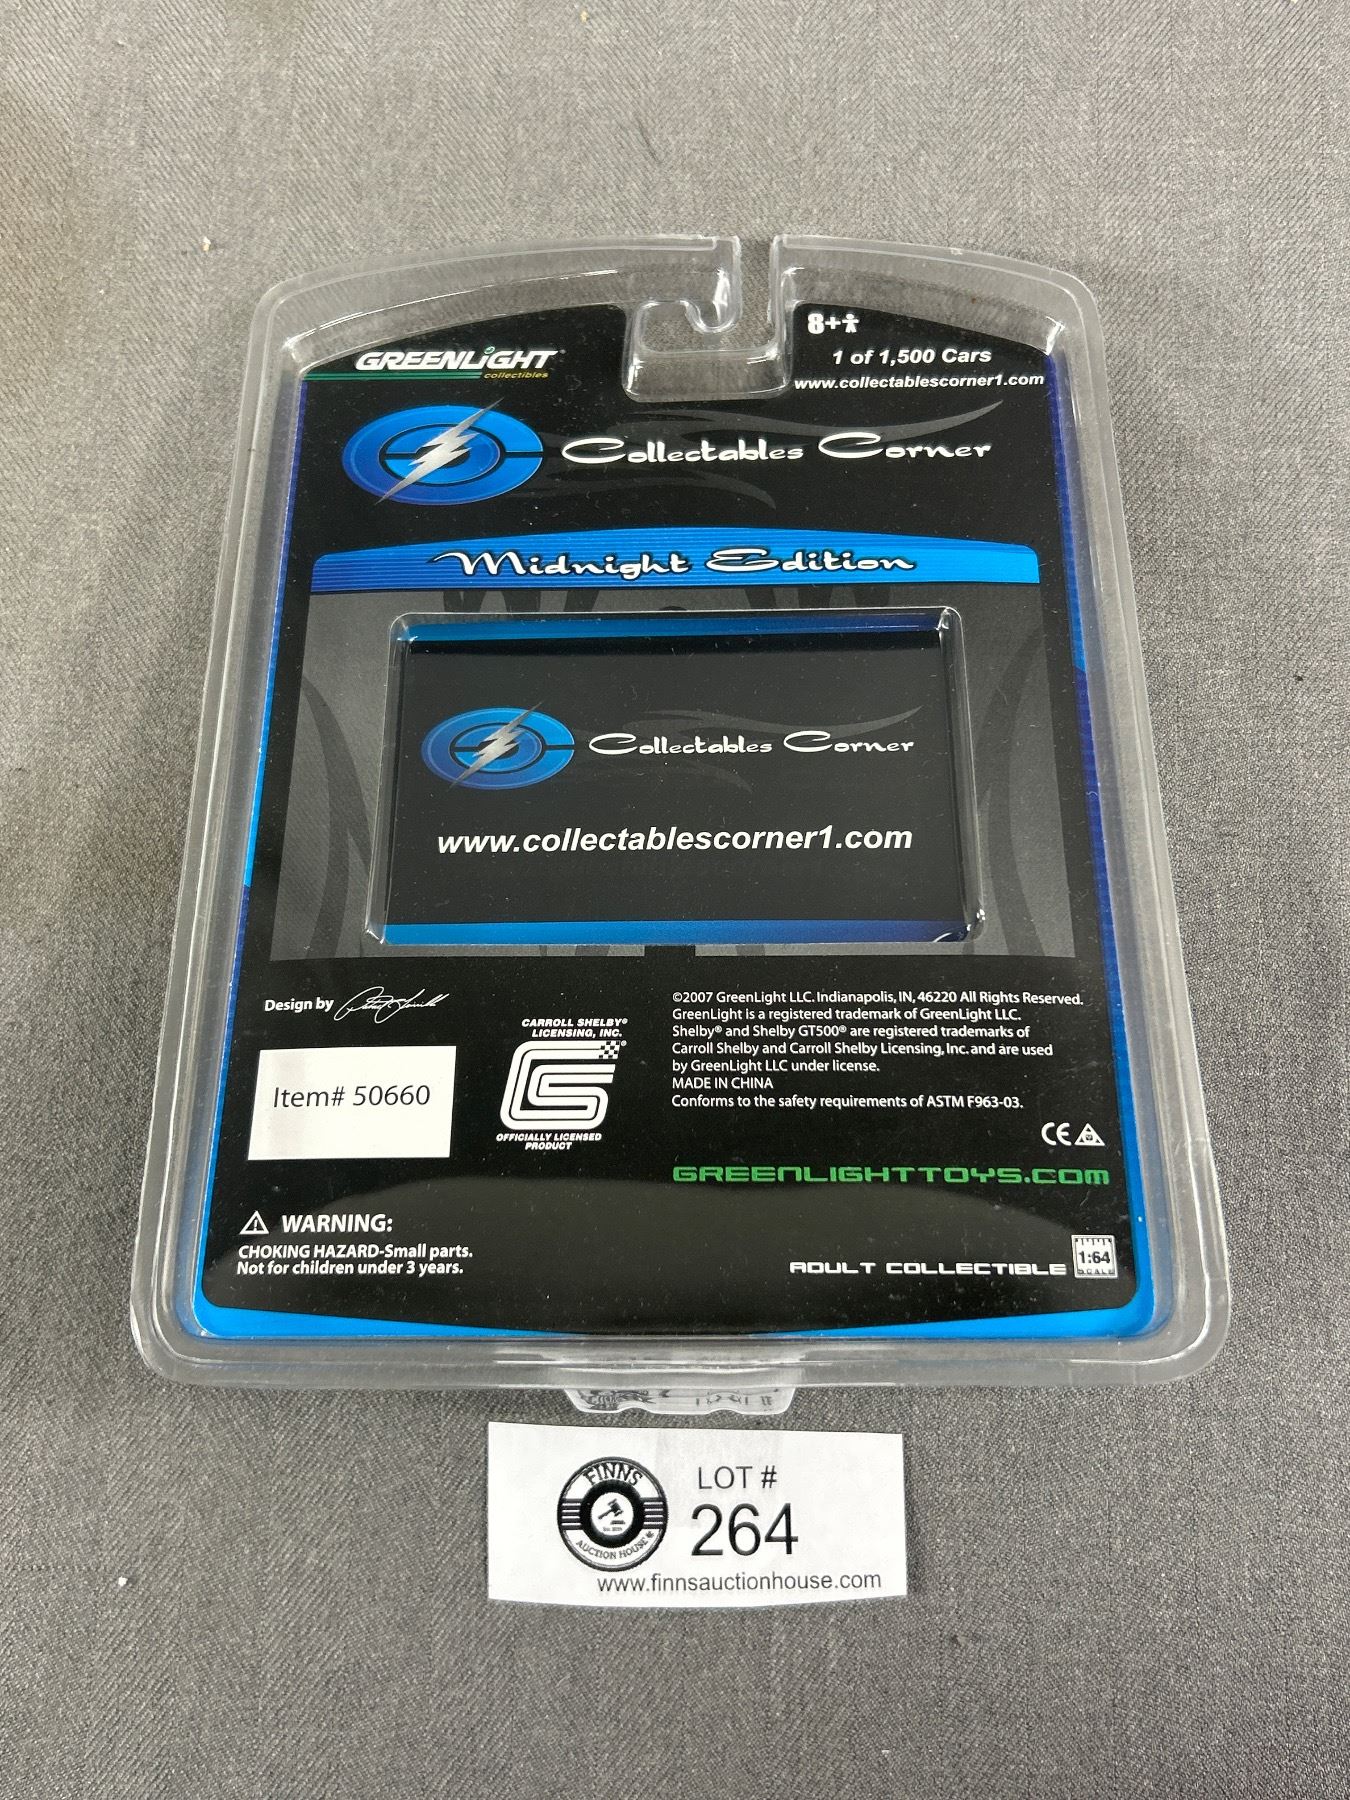 GREENLiGHT
collectibles
8+
1 of 1,500 Cars
www.collectablescorner1.com
Collectables Corner
Midnight Edition
Collectables Corner
www.collectablescorner1.com
Design by
Item# 50660
CARROLL SHELBY®
LICENSING, INC.
®
OFFICIALLY LICENSED
PRODUCT
©2007 GreenLight LLC. Indianapolis, IN, 46220 All Rights Reserved.
GreenLight is a registered trademark of GreenLight LLC.
Shelby® and Shelby GT500® are registered trademarks of
Carroll Shelby and Carroll Shelby Licensing, Inc. and are used
by GreenLight LLC under license.
MADE IN CHINA
Conforms to the safety requirements of ASTM F963-03.
CE
GREENLIGHTTOYS.COM
WARNING:
CHOKING HAZARD-Small parts.
Not for children under 3 years.
ADULT COLLECTIBLE
1:64
SCALE
FINNS
AUCTION HOUSE
LOT #
264
www.finnsauctionhouse.com